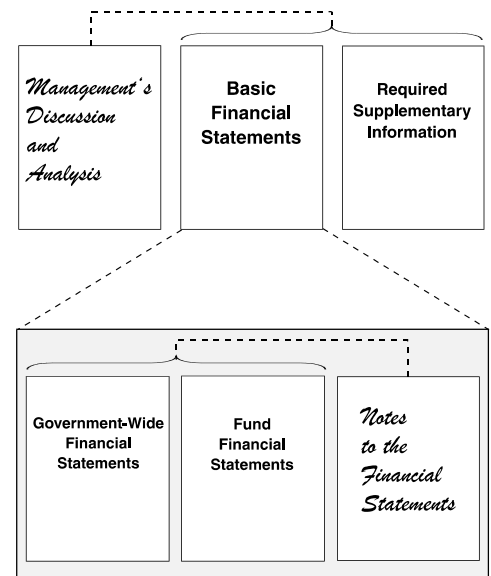 Management's
Discussion
and
Analysis
Basic
Financial
Statements
Required
Supplementary
Information
Government-Wide
Financial
Statements
Fund
Financial
Statements
Notes
to the
Financial
Statements